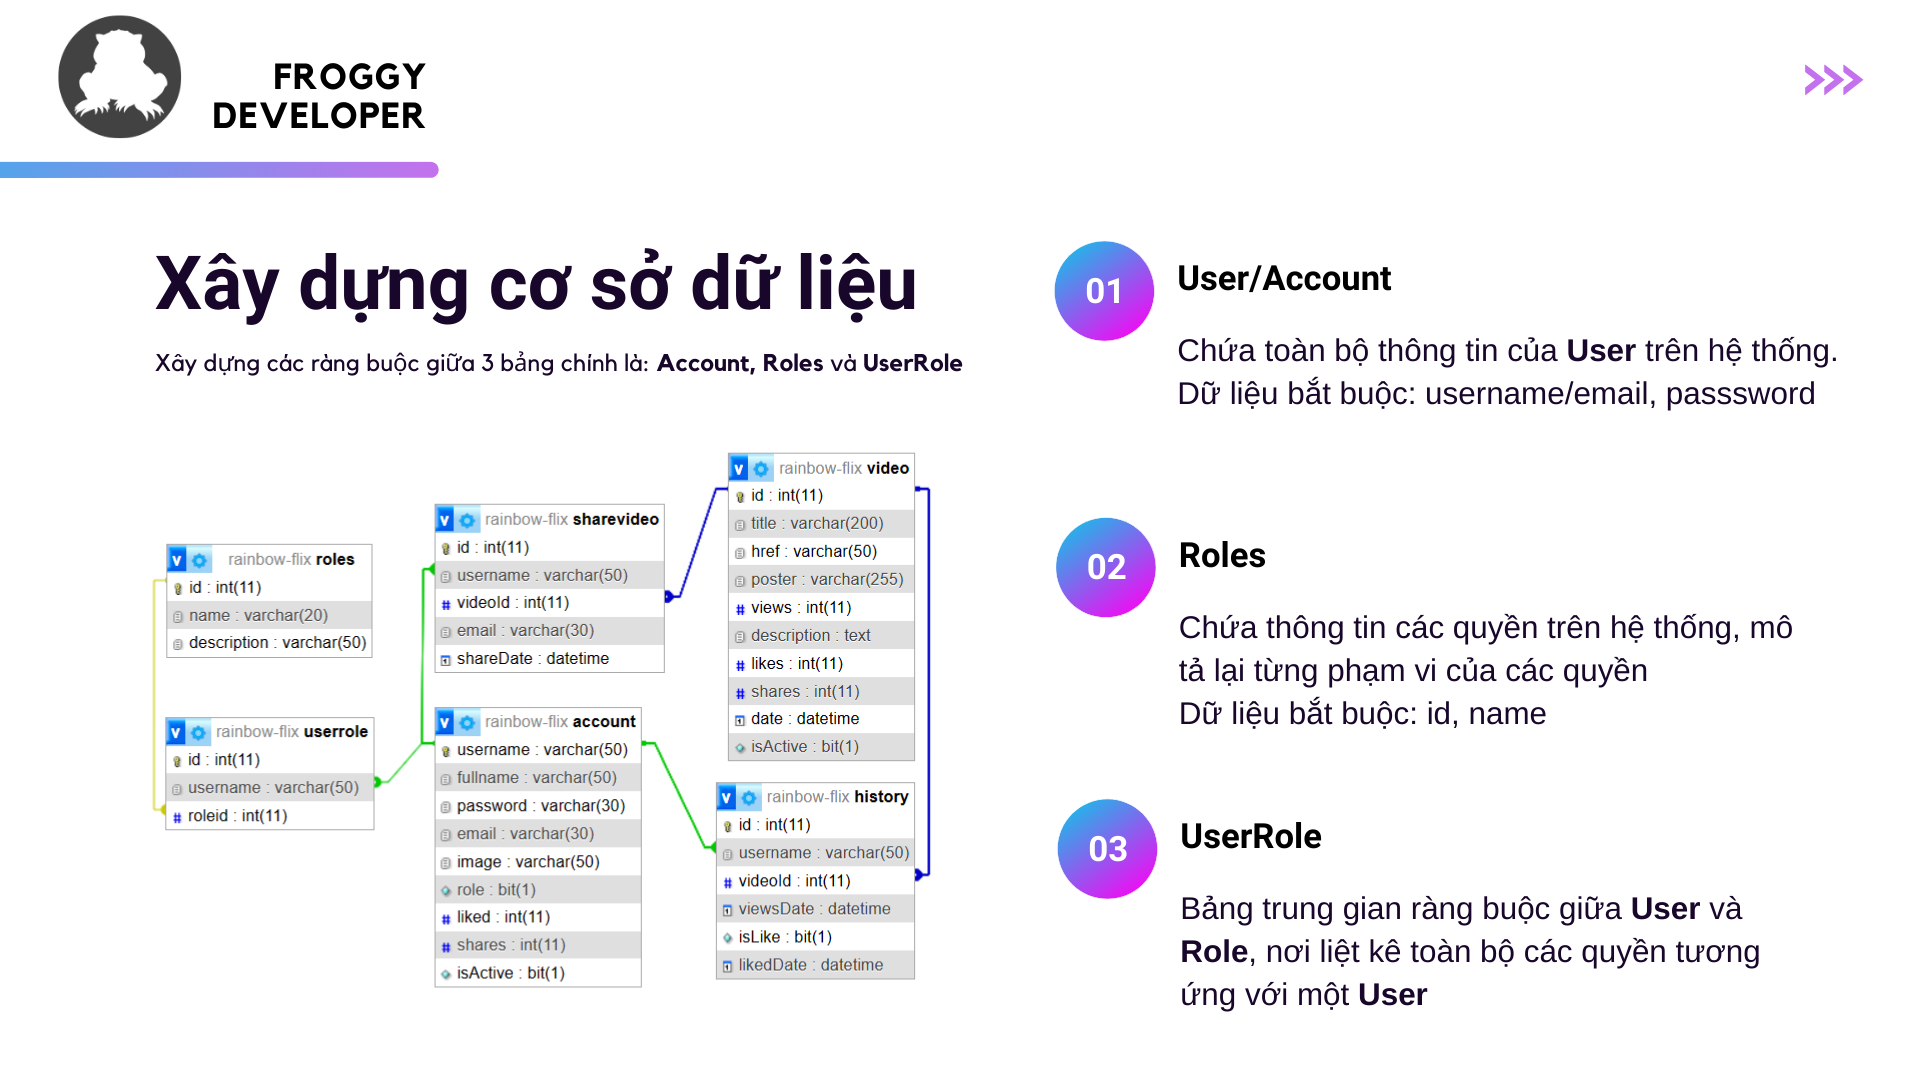 FROGGY
DEVELOPER
Xây dựng cơ sở dữ liệu
Xây dựng các ràng buộc giữa 3 bảng chính là: Account, Roles và UserRole
rainbow-flix roles
id : int(11)
name : varchar(20)
description : varchar(50)
rainbow-flix userrole
id : int(11)
username : varchar(50)
roleid : int(11)
rainbow-flix sharevideo
id : int(11)
username : varchar(50)
videoId : int(11)
email : varchar(30)
shareDate : datetime
rainbow-flix account
username : varchar(50)
fullname : varchar(50)
password : varchar(30)
email : varchar(30)
image : varchar(50)
role : bit(1)
liked : int(11)
shares : int(11)
isActive : bit(1)
rainbow-flix video
id : int(11)
title : varchar(200)
href : varchar(50)
poster : varchar(255)
views : int(11)
description : text
likes : int(11)
shares : int(11)
date : datetime
isActive : bit(1)
rainbow-flix history
id : int(11)
username : varchar(50)
videoId : int(11)
viewsDate : datetime
isLike : bit(1)
likedDate : datetime
01
User/Account
Chứa toàn bộ thông tin của User trên hệ thống.
Dữ liệu bắt buộc: username/email, passsword
02
Roles
Chứa thông tin các quyền trên hệ thống, mô
tả lại từng phạm vi của các quyền
Dữ liệu bắt buộc: id, name
03
UserRole
Bảng trung gian ràng buộc giữa User và
Role, nơi liệt kê toàn bộ các quyền tương
ứng với một User